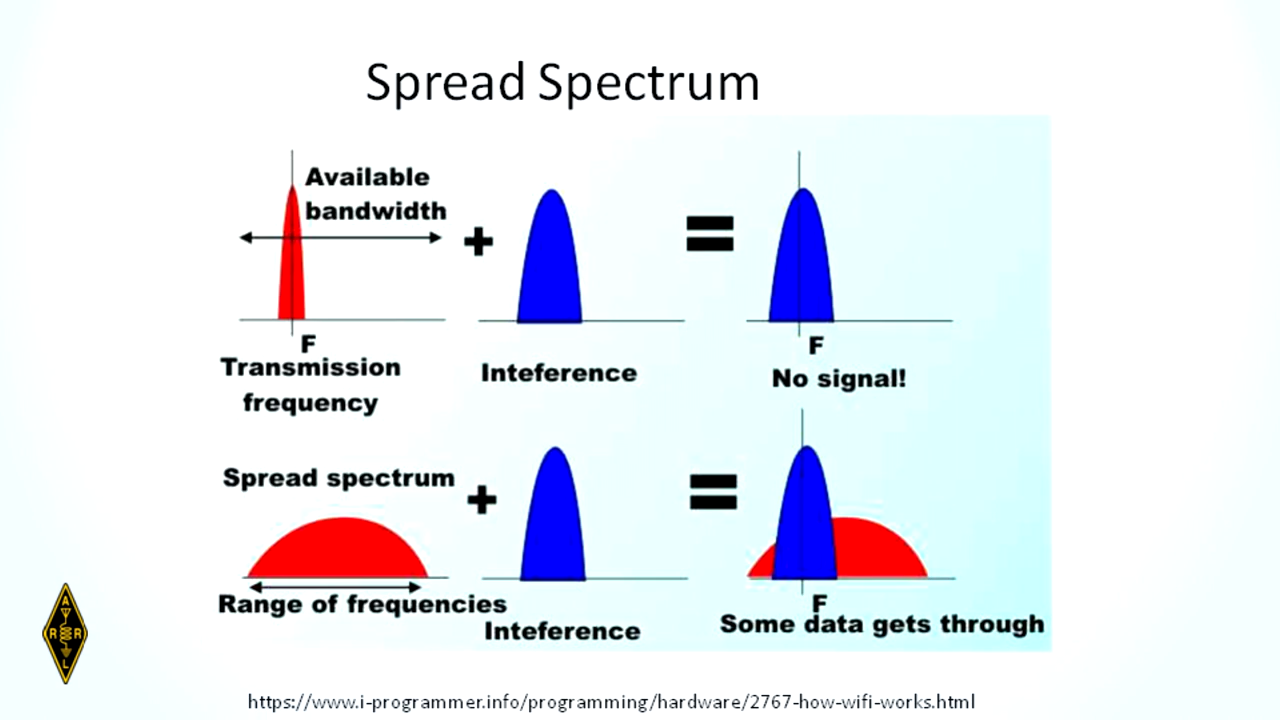 Spread Spectrum
Available
bandwidth
+
=
F
Transmission
frequency
Inteference
F
No signal!
Spread spectrum
+
=
Range of frequencies
Inteference
F
Some data gets through
A
R R
L
https://www.i-programmer.info/programming/hardware/2767-how-wifi-works.html